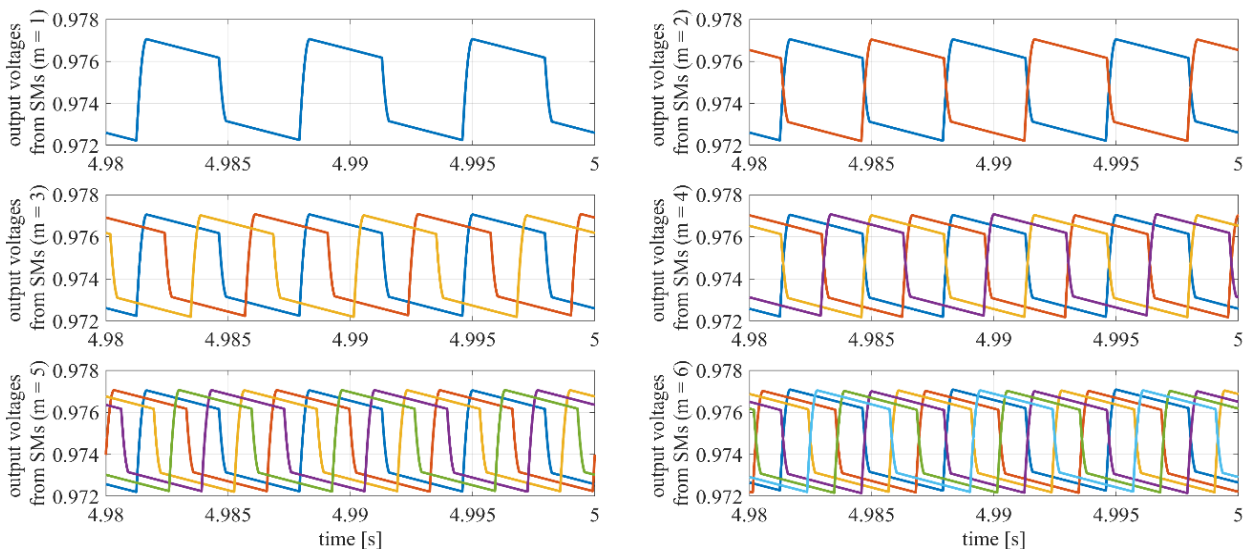 output voltages
from SMs (m = 1)
0.978
0.976
0.974
0.972
4.98 4.985 4.99 4.995 5
output voltages
from SMs (m = 2)
0.978
0.976
0.974
0.972
4.98 4.985 4.99 4.995 5
output voltages
from SMs (m = 3)
0.978
0.976
0.974
0.972
4.98 4.985 4.99 4.995 5
output voltages
from SMs (m = 4)
0.978
0.976
0.974
0.972
4.98 4.985 4.99 4.995 5
output voltages
from SMs (m = 5)
0.978
0.976
0.974
0.972
4.98 4.985 4.99 4.995 5
time [s]
output voltages
from SMs (m = 6)
0.978
0.976
0.974
0.972
4.98 4.985 4.99 4.995 5
time [s]